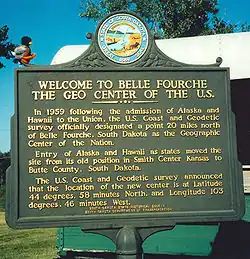 WELCOME TO BELLE FOURCHE
THE GEO CENTER OF THE U.S.
In 1959 following the admission of Alaska and
Hawaii to the Union, the U.S. Coast and Geodetic
survey officially designated a point 20 miles north
of Belle Fourche, South Dakota as the Geographic
Center of the Nation.
Entry of Alaska and Hawaii as states moved the
site from its old position in Smith Center Kansas to
Butte County, South Dakota.
The U.S. Coast and Geodetic survey announced
that the location of the new center is at Latitude
44 degrees, 58 minutes North, and Longitude 103
degrees, 46 minutes West.